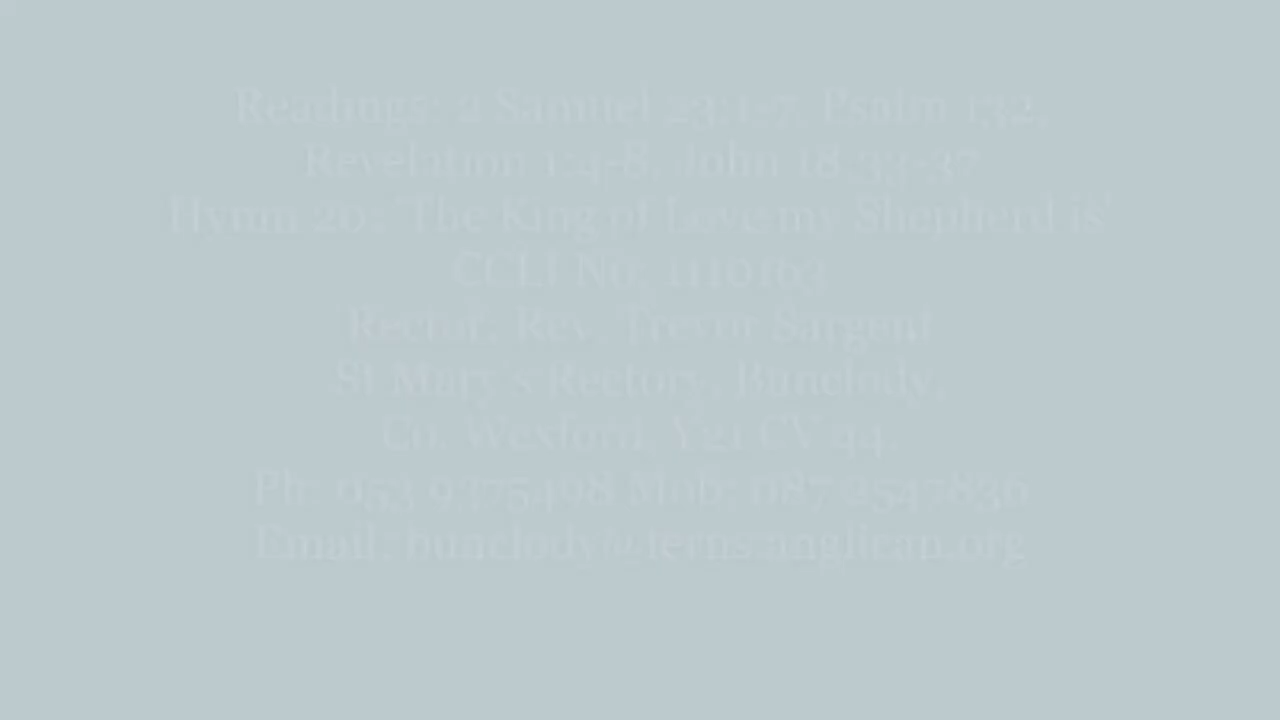 Readings: 2 Samuel 23:1-7, Psalm 132,
Revelation 1:4-8, John 18:33-37
Hymn 20: 'The King of Love my Shepherd is'
CCLI No. 1110163
Rector: Rev. Trevor Sargent
St Mary's Rectory, Bunclody,
Co. Wexford, Y21 CV 44.
Ph: 053 9375498 Mob: 087 2547836
Email: bunclody@ferns.anglican.org